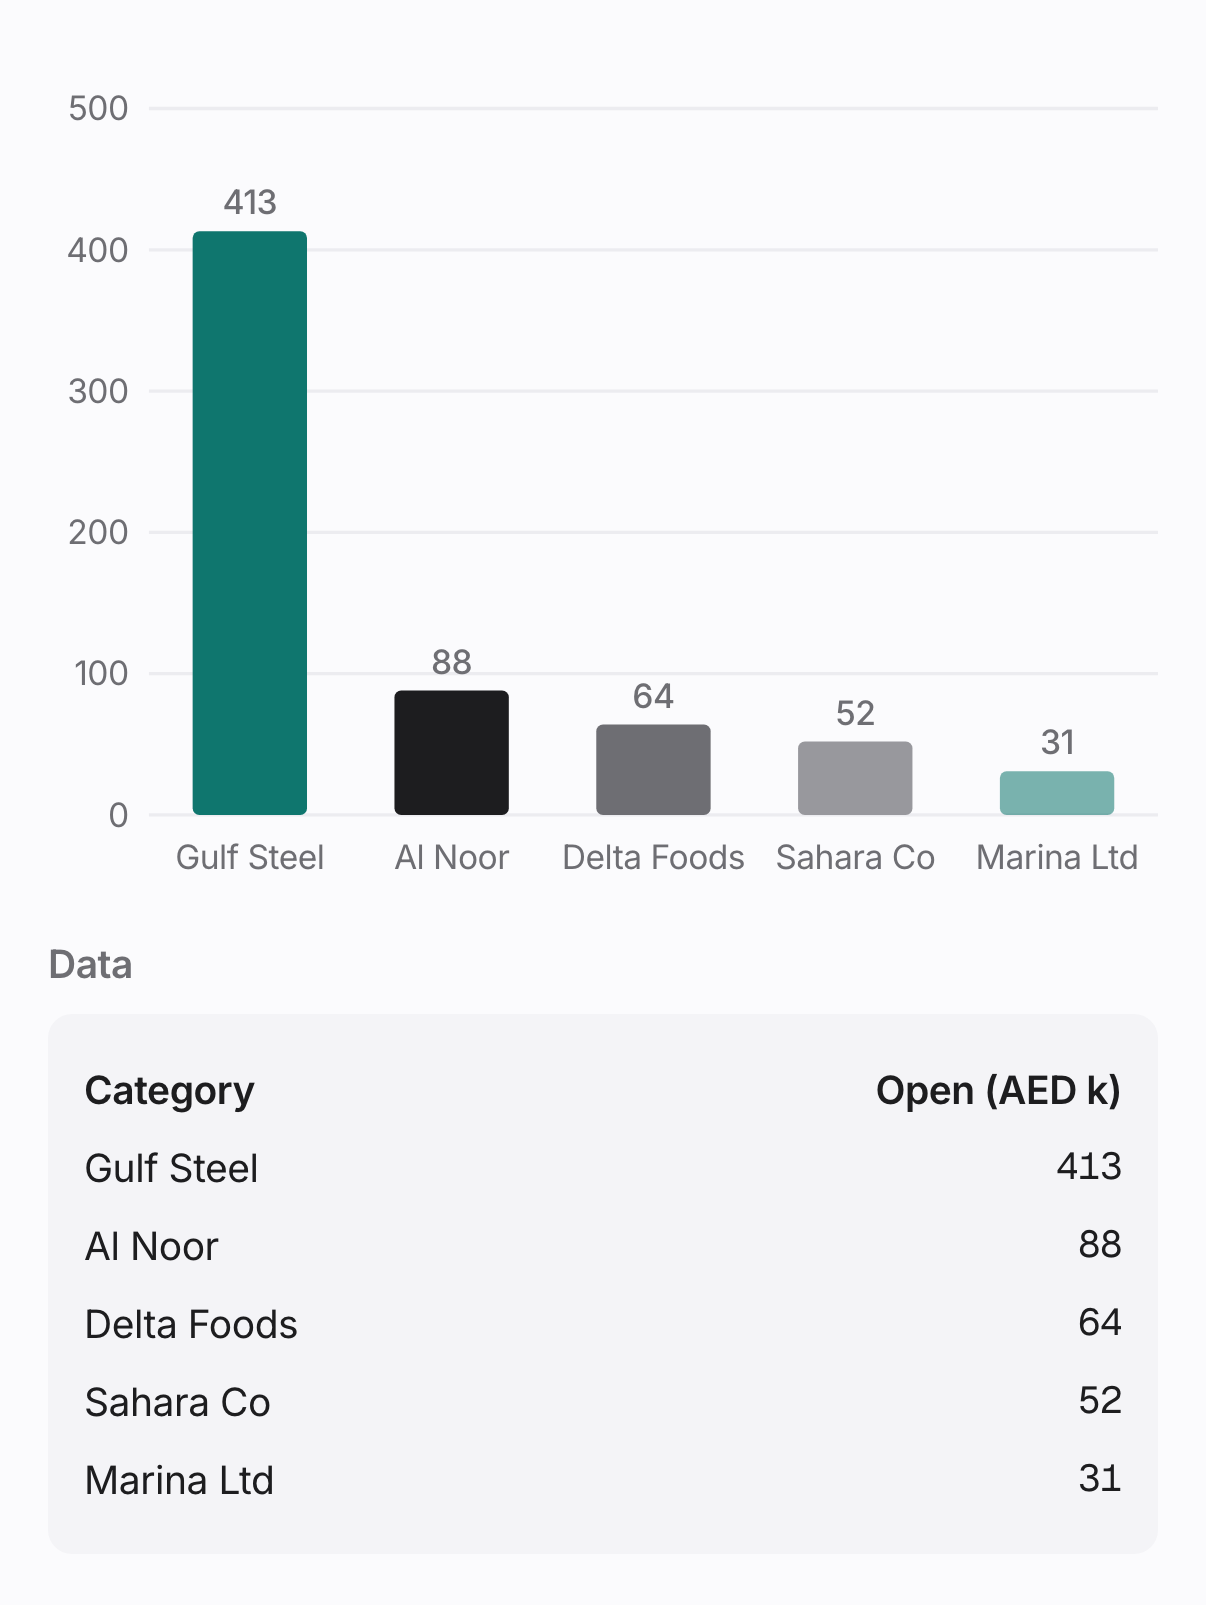 500
413
400
300
200
88
100
64
52
31
0
Gulf Steel Al Noor Delta Foods Sahara Co Marina Ltd
Data
Category Open (AED k)
Gulf Steel 413
Al Noor 88
Delta Foods 64
Sahara Co 52
Marina Ltd 31